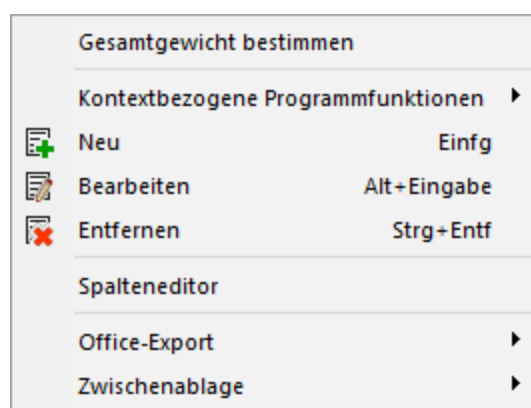 Gesamtgewicht bestimmen
Kontextbezogene Programmfunktionen
Neu Einfg
Bearbeiten Alt+Eingabe
Entfernen Strg+Entf
Spalteneditor
Office-Export
Zwischenablage